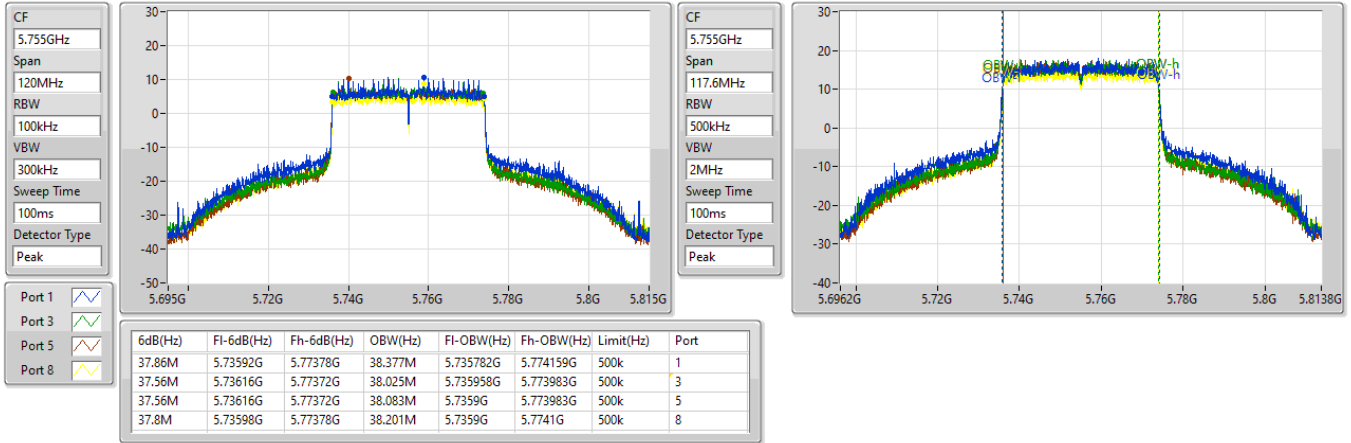 CF
5.755GHz
Span
120MHz
RBW
100kHz
VBW
300kHz
Sweep Time
100ms
Detector Type
Peak
30
20
10
0
-10
-20
-30
-40
-50
5.695G 5.72G 5.74G 5.76G 5.78G 5.8G 5.815G
CF
5.755GHz
Span
117.6MHz
RBW
500kHz
VBW
2MHz
Sweep Time
100ms
Detector Type
Peak
30
20
10
0
-10
-20
-30
-40
OBW-h
OBW-h
5.6962G 5.72G 5.74G 5.76G 5.78G 5.8G 5.8138G
Port 1
Port 3
Port 5
Port 8
6dB(Hz) Fl-6dB(Hz) Fh-6dB(Hz) OBW(Hz) Fl-OBW(Hz) Fh-OBW(Hz) Limit(Hz) Port
37.86M 5.73592G 5.77378G 38.377M 5.735782G 5.774159G 500k 1
37.56M 5.73616G 5.77372G 38.025M 5.735958G 5.773983G 500k 3
37.56M 5.73616G 5.77372G 38.083M 5.7359G 5.773983G 500k 5
37.8M 5.73598G 5.77378G 38.201M 5.7359G 5.7741G 500k 8